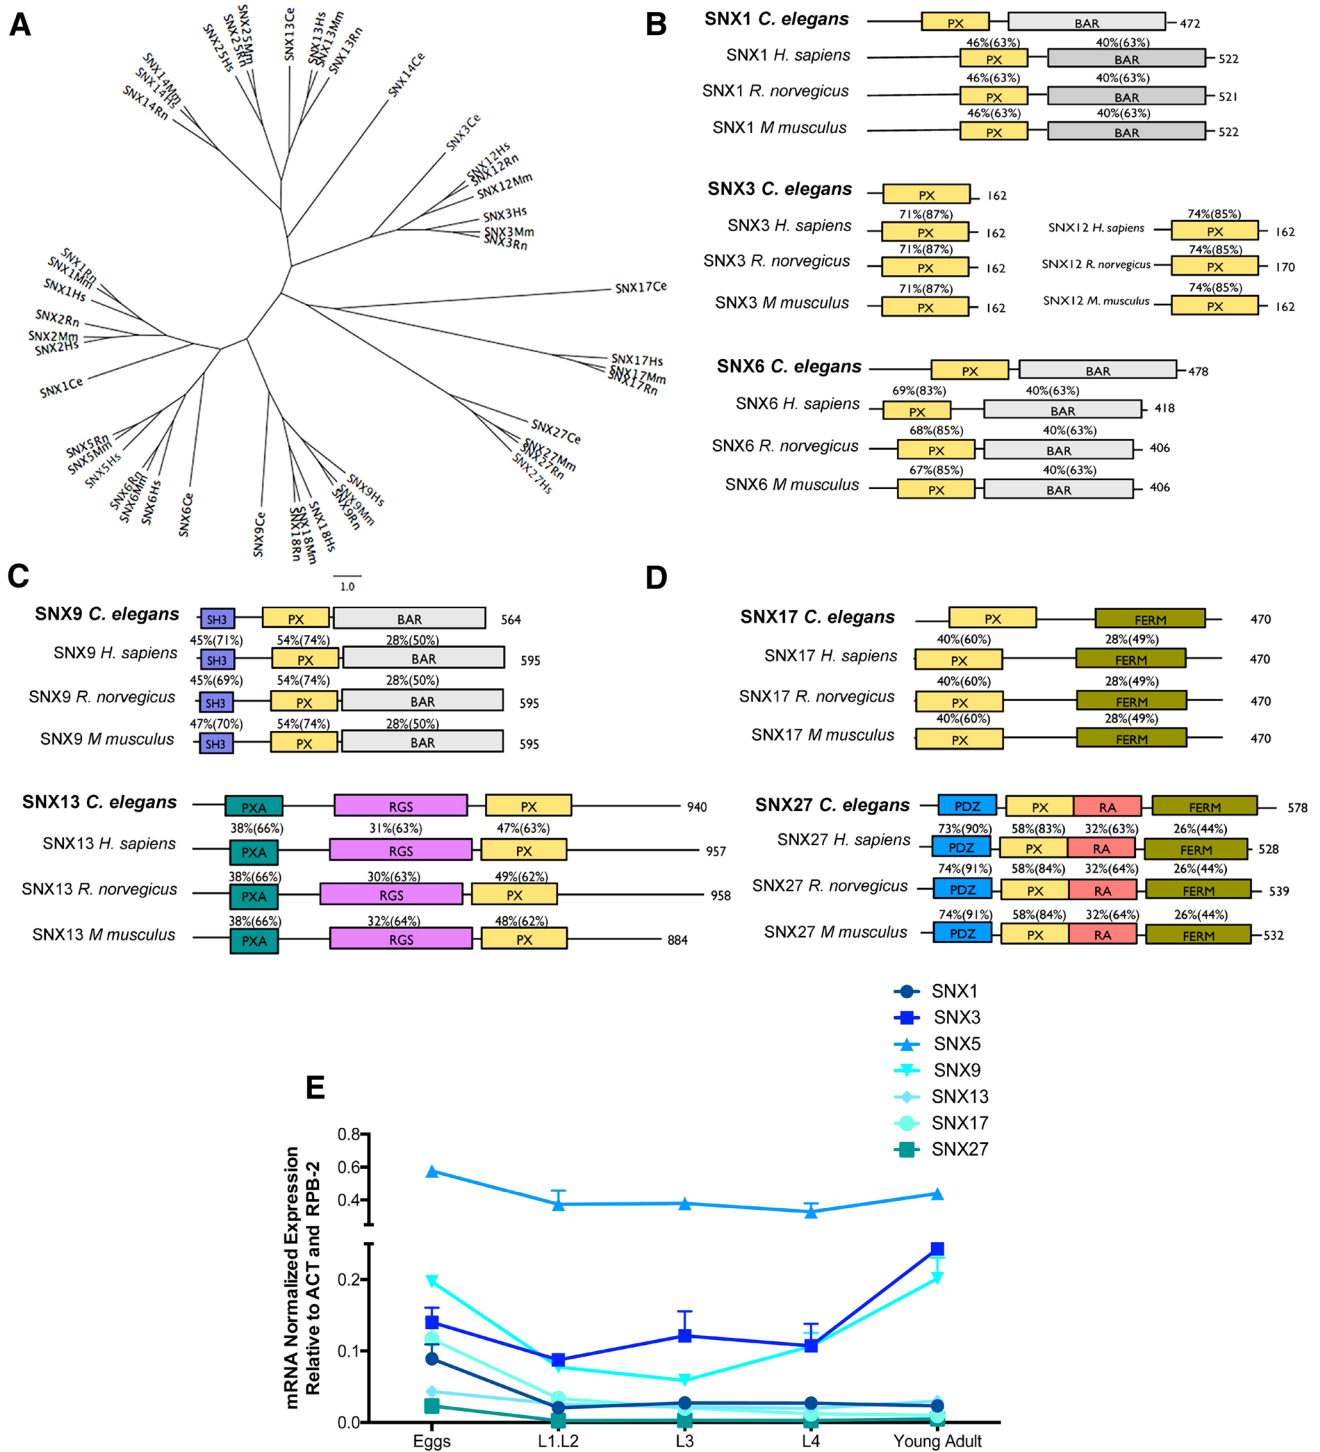 A
SNX25Mm
SNX25Rn
SNX25Hs
SNX13Ce
SNX13Hs
SNX13Mm
SNX13Rn
SNX14Ce
SNX14Mm
SNX14Hs
SNX14Rn
SNX3Ce
SNX12Hs
SNX12Rn
SNX12Mm
SNX3Hs
SNX3Mm
SNX3Rn
SNX17Ce
SNX17Hs
SNX17Mm
SNX17Rn
SNX27Ce
SNX27Mm
SNX27Rn
SNX27Hs
SNX9Hs
SNX9Mm
SNX9Rn
SNX18Hs
SNX18Mm
SNX18Rn
SNX9Ce
SNX6Ce
SNX6Hs
SNX6Mm
SNX6Rn
SNX5Hs
SNX5Mm
SNX5Rn
SNX1Ce
SNX2Hs
SNX2Mm
SNX2Rn
SNX1Hs
SNX1Mm
SNX1Rn
1.0
B
SNX1 C. elegans PX BAR 472
46%(63%) 40%(63%)
SNX1 H. sapiens PX BAR 522
46%(63%) 40%(63%)
SNX1 R. norvegicus PX BAR 521
46%(63%) 40%(63%)
SNX1 M musculus PX BAR 522
SNX3 C. elegans PX 162
71%(87%)
SNX3 H. sapiens PX 162
71%(87%)
SNX3 R. norvegicus PX 162
71%(87%)
SNX3 M musculus PX 162
74%(85%)
SNX12 H. sapiens PX 162
74%(85%)
SNX12 R. norvegicus PX 170
74%(85%)
SNX12 M. musculus PX 162
SNX6 C. elegans PX BAR 478
69%(83%) 40%(63%)
SNX6 H. sapiens PX BAR 418
68%(85%) 40%(63%)
SNX6 R. norvegicus PX BAR 406
67%(85%) 40%(63%)
SNX6 M musculus PX BAR 406
C
SNX9 C. elegans SH3 PX BAR 564
45%(71%) 54%(74%) 28%(50%)
SNX9 H. sapiens SH3 PX BAR 595
45%(69%) 54%(74%) 28%(50%)
SNX9 R. norvegicus SH3 PX BAR 595
47%(70%) 54%(74%) 28%(50%)
SNX9 M musculus SH3 PX BAR 595
SNX13 C. elegans PXA RGS PX 940
38%(66%) 31%(63%) 47%(63%)
SNX13 H. sapiens PXA RGS PX 957
38%(66%) 30%(63%) 49%(62%)
SNX13 R. norvegicus PXA RGS PX 958
38%(66%) 32%(64%) 48%(62%)
SNX13 M musculus PXA RGS PX 884
D
SNX17 C. elegans PX FERM 470
40%(60%) 28%(49%)
SNX17 H. sapiens PX FERM 470
40%(60%) 28%(49%)
SNX17 R. norvegicus PX FERM 470
40%(60%) 28%(49%)
SNX17 M musculus PX FERM 470
SNX27 C. elegans PDZ PX RA FERM 578
73%(90%) 58%(83%) 32%(63%) 26%(44%)
SNX27 H. sapiens PDZ PX RA FERM 528
74%(91%) 58%(84%) 32%(64%) 26%(44%)
SNX27 R. norvegicus PDZ PX RA FERM 539
74%(91%) 58%(84%) 32%(64%) 26%(44%)
SNX27 M musculus PDZ PX RA FERM 532
E
SNX1
SNX3
SNX5
SNX9
SNX13
SNX17
SNX27
mRNA Normalized Expression
Relative to ACT and RPB-2
0.8
0.6
0.4
0.2
0.1
0.0
Eggs L1.L2 L3 L4 Young Adult